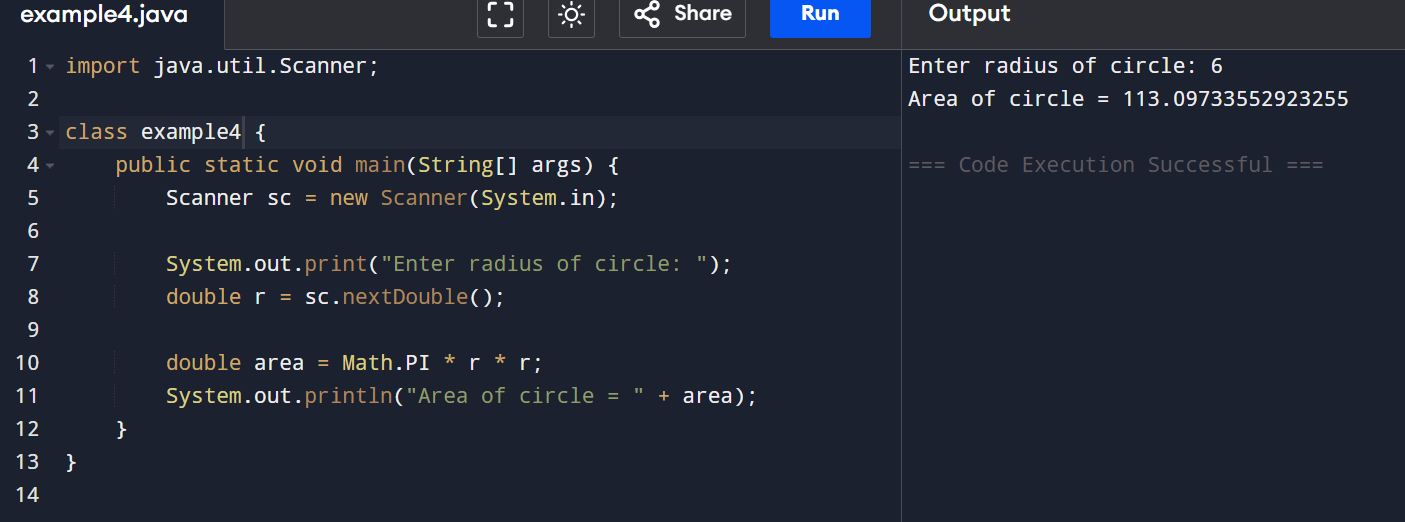 example4.java
Share
Run
Output
1 import java.util.Scanner;
2
3 class example4 {
4     public static void main(String[] args) {
5         Scanner sc = new Scanner(System.in);
6
7         System.out.print("Enter radius of circle: ");
8         double r = sc.nextDouble();
9
10         double area = Math.PI * r * r;
11         System.out.println("Area of circle = " + area);
12     }
13 }
14
Enter radius of circle: 6
Area of circle = 113.09733552923255
=== Code Execution Successful ===